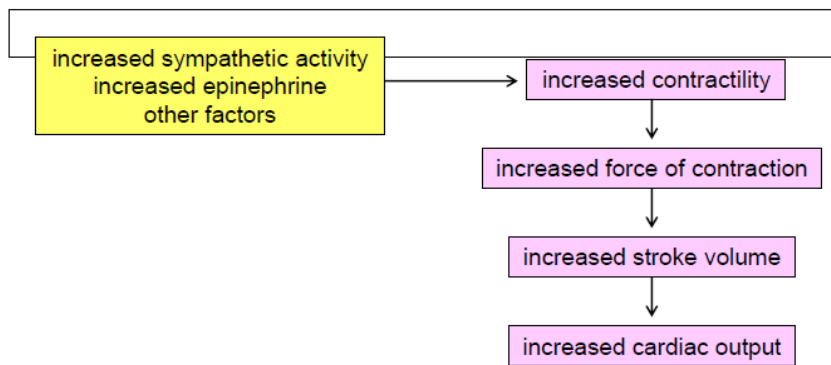 increased sympathetic activity
increased epinephrine
other factors
increased contractility
increased force of contraction
increased stroke volume
increased cardiac output